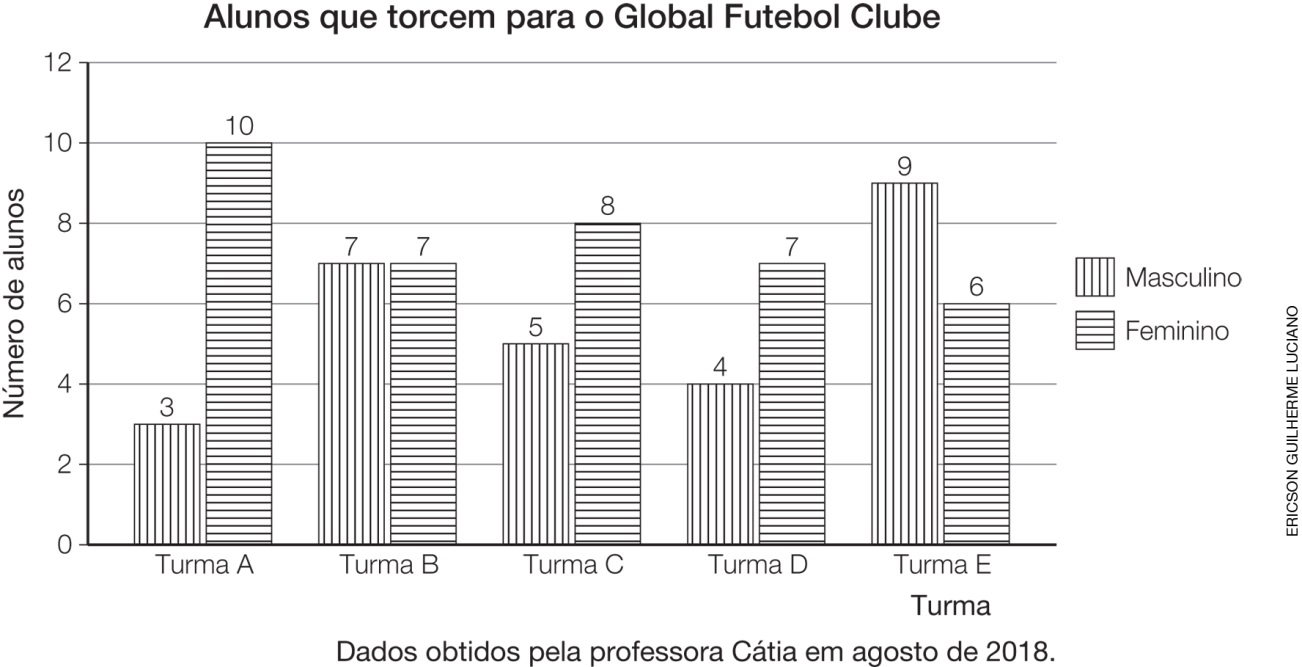 Alunos que torcem para o Global Futebol Clube
Número de alunos
12
10
8
6
4
2
0
3
10
7
7
5
8
4
7
9
6
Turma A
Turma B
Turma C
Turma D
Turma E
Turma
Masculino
Feminino
Dados obtidos pela professora Cátia em agosto de 2018.
ERICSON GUILHERME LUCIANO